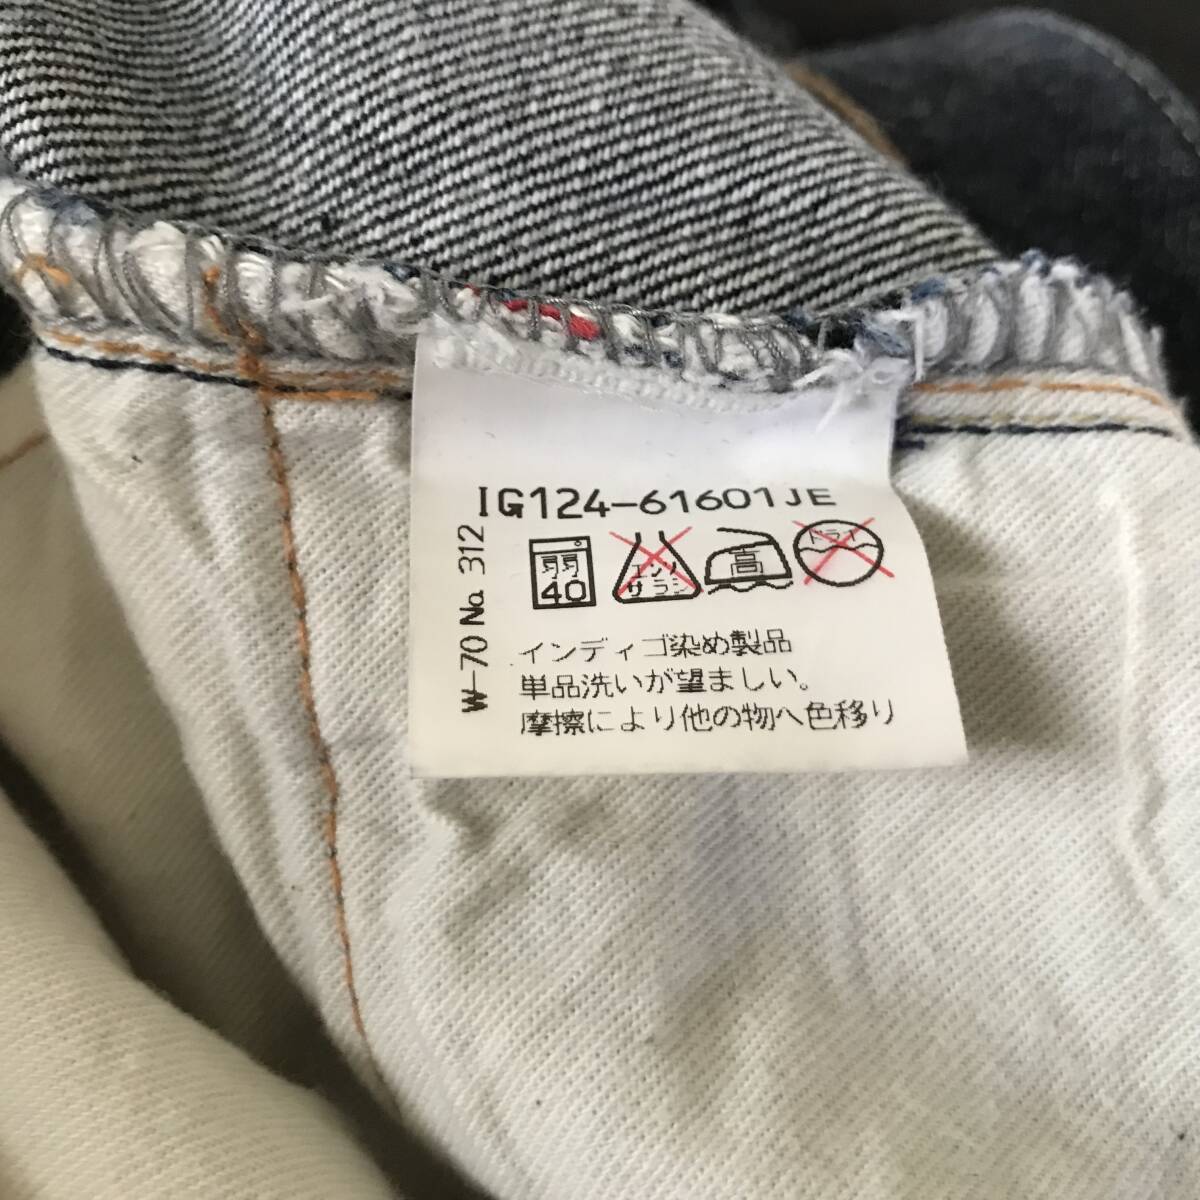 IG124-61601JE
W-70 No. 312
弱
40
エンソ
サラシ
高
ドライ
インディゴ染め製品
単品洗いが望ましい。
摩擦により他の物へ色移り